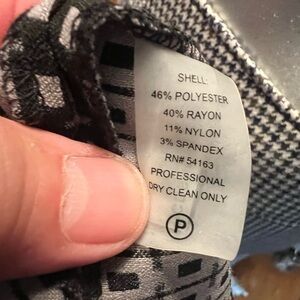 SHELL:
46% POLYESTER
40% RAYON
11% NYLON
3% SPANDEX
RN# 54163
PROFESSIONAL
DRY CLEAN ONLY
P